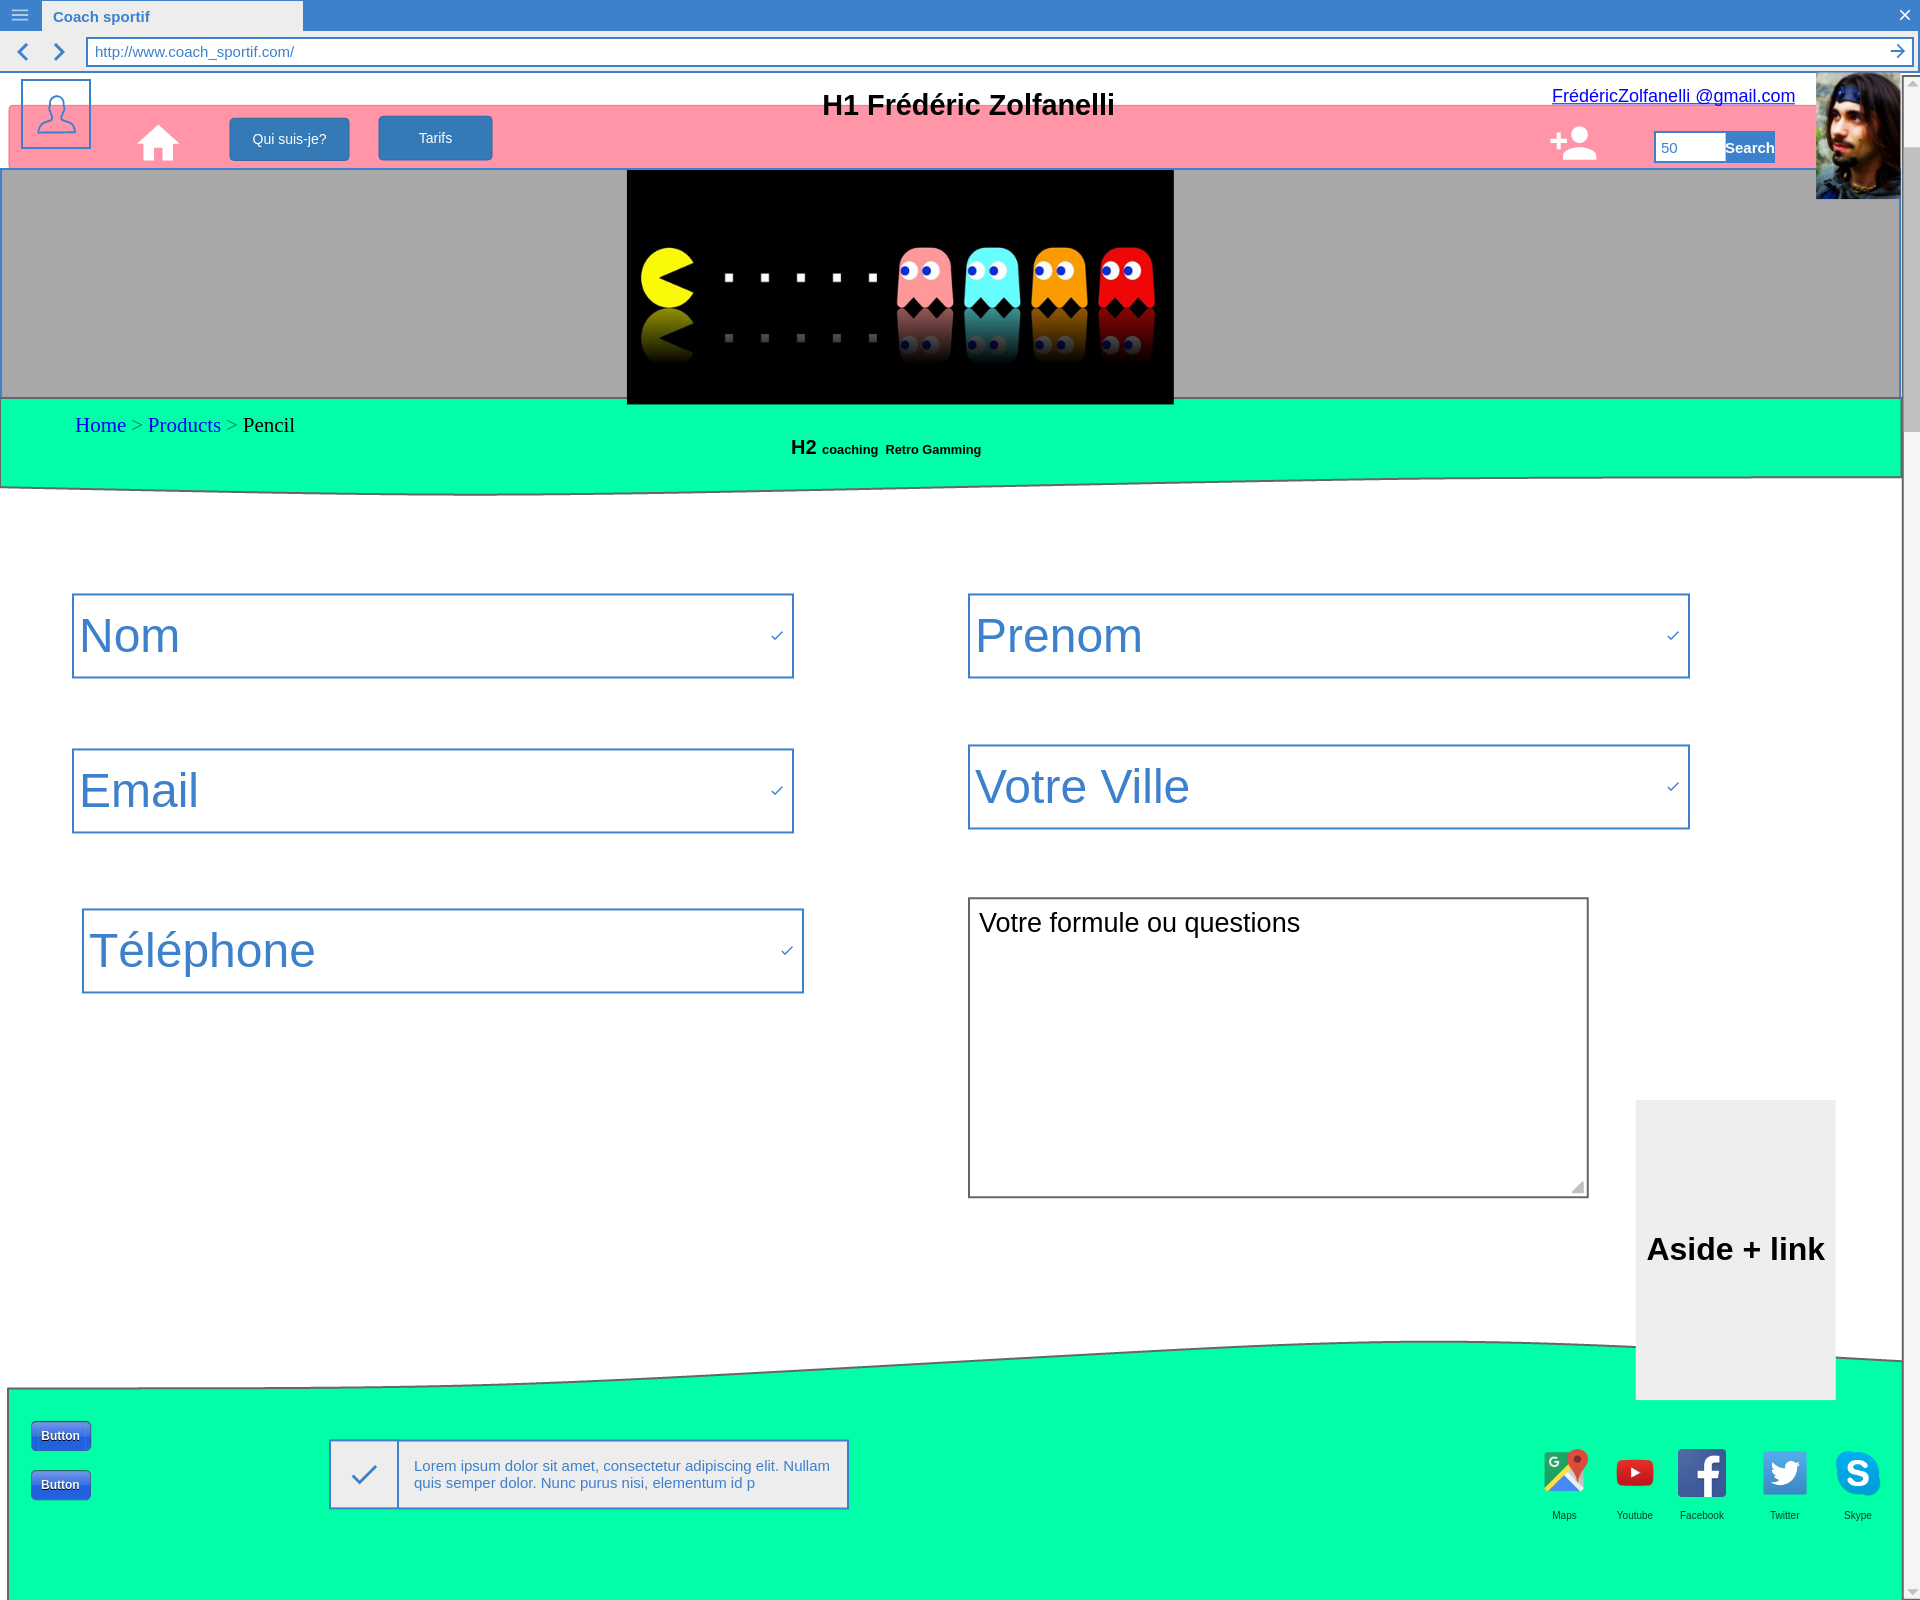 Coach sportif
http://www.coach_sportif.com/
H1 Frédéric Zolfanelli
FrédéricZolfanelli @gmail.com
Qui suis-je?
Tarifs
50
Search
Home > Products > Pencil
H2 coaching  Retro Gamming
Nom
Prenom
Email
Votre Ville
Téléphone
Votre formule ou questions
Aside + link
Button
Button
Lorem ipsum dolor sit amet, consectetur adipiscing elit. Nullam
quis semper dolor. Nunc purus nisi, elementum id p
Maps
Youtube
Facebook
Twitter
Skype